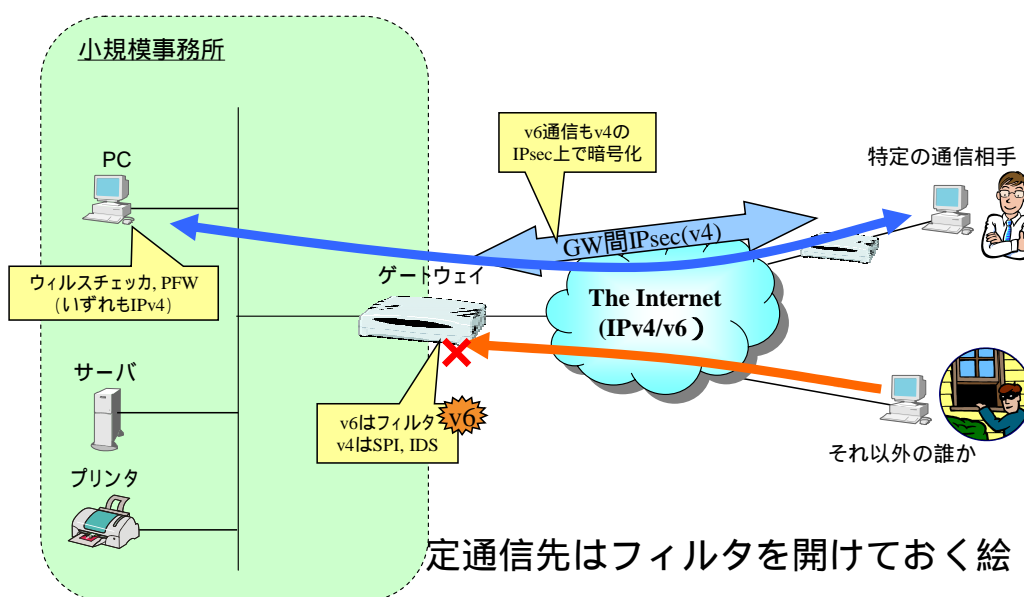 小規模事務所
v6通信もv4の
IPsec上で暗号化
特定の通信相手
PC
GW間IPsec(v4)
ウィルスチェッカ, PFW
(いずれもIPv4)
ゲートウェイ
The Internet
(IPv4/v6 )
サーバ
v6はフィルタ
v4はSPI, IDS
v6
それ以外の誰か
プリンタ
定通信先はフィルタを開けておく絵